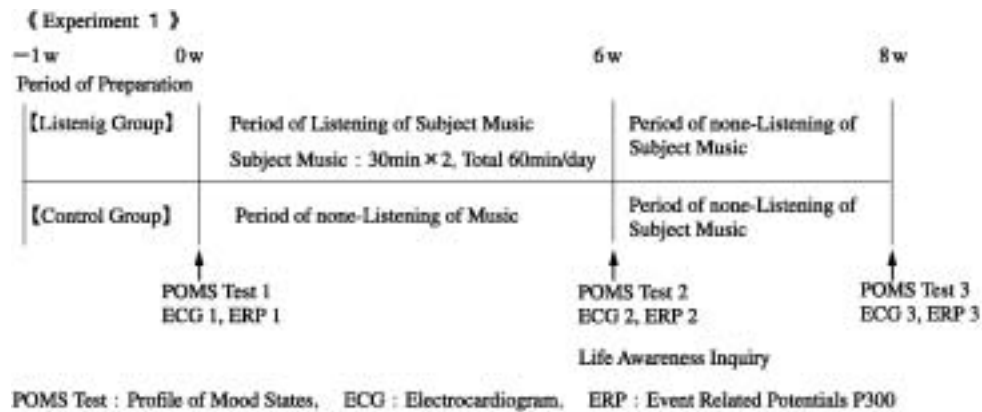 《 Experiment 1 》
−1w 0w 6w 8w
Period of Preparation
【Listenig Group】 Period of Listening of Subject Music Period of none-Listening of
Subject Music : 30min × 2, Total 60min/day Subject Music
【Control Group】 Period of none-Listening of Music Period of none-Listening of
Subject Music
POMS Test 1 POMS Test 2 POMS Test 3
ECG 1, ERP 1 ECG 2, ERP 2 ECG 3, ERP 3
Life Awareness Inquiry
POMS Test : Profile of Mood States, ECG : Electrocardiogram, ERP : Event Related Potentials P300